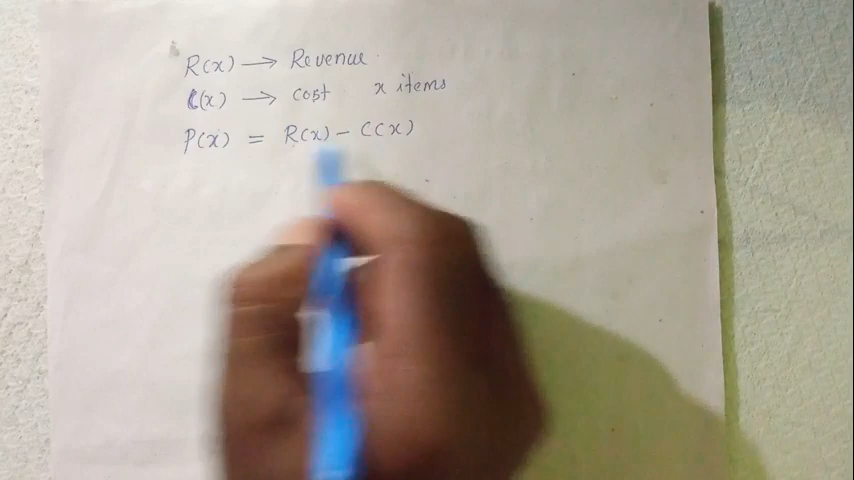 R(x) → Revenue
C(x) → cost x items
P(x) = R(x) - C(x)